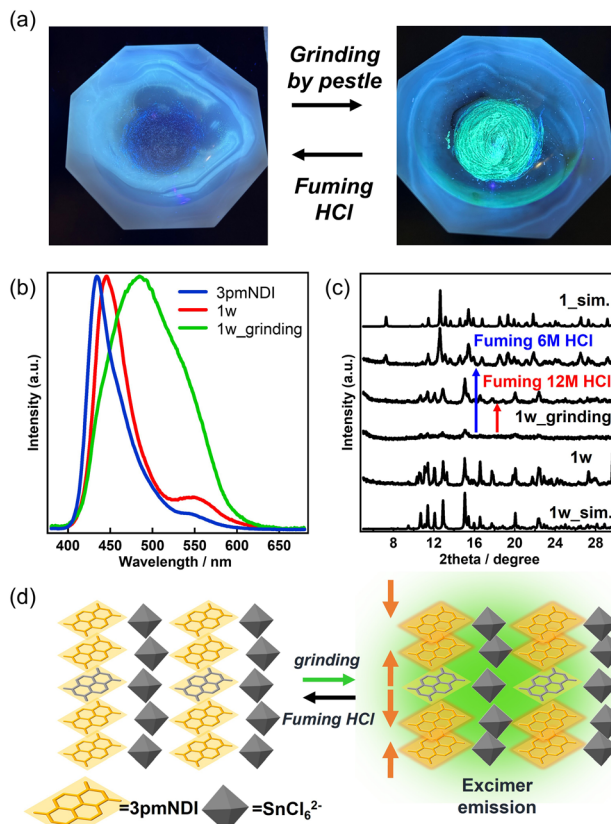 (a)
Grinding
by pestle
Fuming
HCl
(b)
3pmNDI
1w
1w_grinding
Intensity (a.u.)
400 450 500 550 600 650
Wavelength / nm
(c)
1_sim.
Fuming 6M HCl
Fuming 12M HCl
1w_grinding
1w
1w_sim.
Intensity (a.u.)
8 12 16 20 24 28
2theta / degree
(d)
grinding
Fuming HCl
Excimer
emission
=3pmNDI
=SnCl₆²⁻